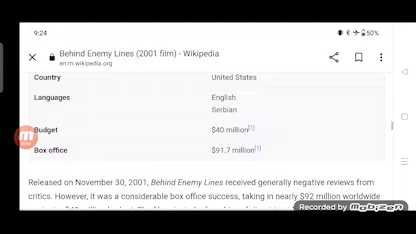 9:24
50%
Behind Enemy Lines (2001 film) - Wikipedia
en.m.wikipedia.org
Country United States
Languages English
Serbian
Budget $40 million[1]
Box office $91.7 million[1]
Released on November 30, 2001, Behind Enemy Lines received generally negative reviews from
critics. However, it was a considerable box office success, taking in nearly $92 million worldwide
Recorded by Mobizen